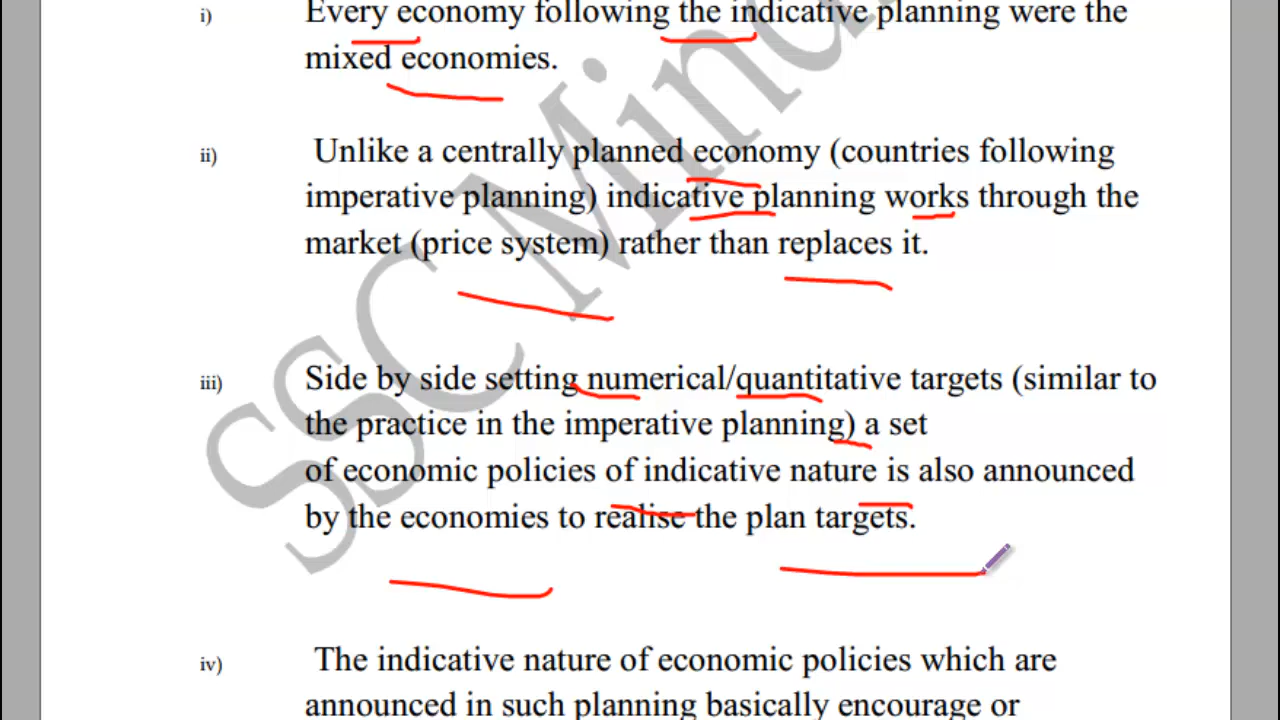 i) Every economy following the indicative planning were the
mixed economies.
ii) Unlike a centrally planned economy (countries following
imperative planning) indicative planning works through the
market (price system) rather than replaces it.
iii) Side by side setting numerical/quantitative targets (similar to
the practice in the imperative planning) a set
of economic policies of indicative nature is also announced
by the economies to realise the plan targets.
iv) The indicative nature of economic policies which are
announced in such planning basically encourage or
SSC Mind